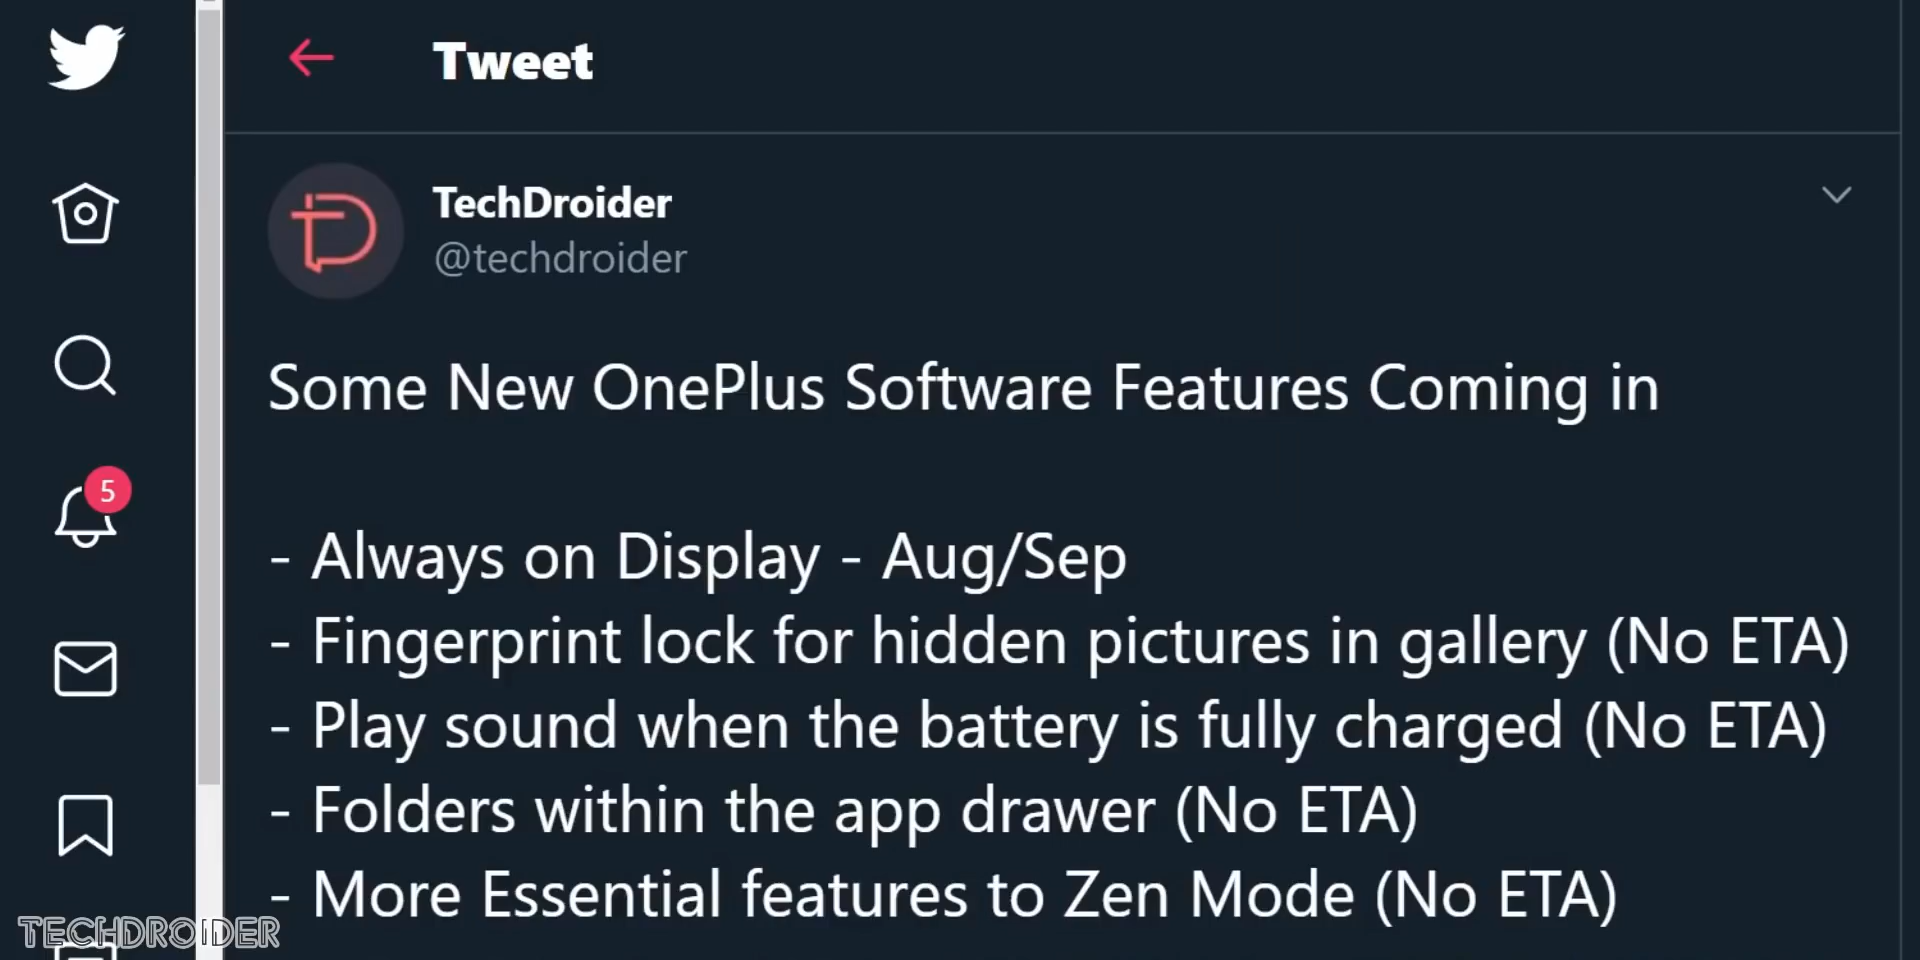 Tweet
TechDroider
@techdroider
Some New OnePlus Software Features Coming in
5
- Always on Display - Aug/Sep
- Fingerprint lock for hidden pictures in gallery (No ETA)
- Play sound when the battery is fully charged (No ETA)
- Folders within the app drawer (No ETA)
- More Essential features to Zen Mode (No ETA)
TECHDROIDER